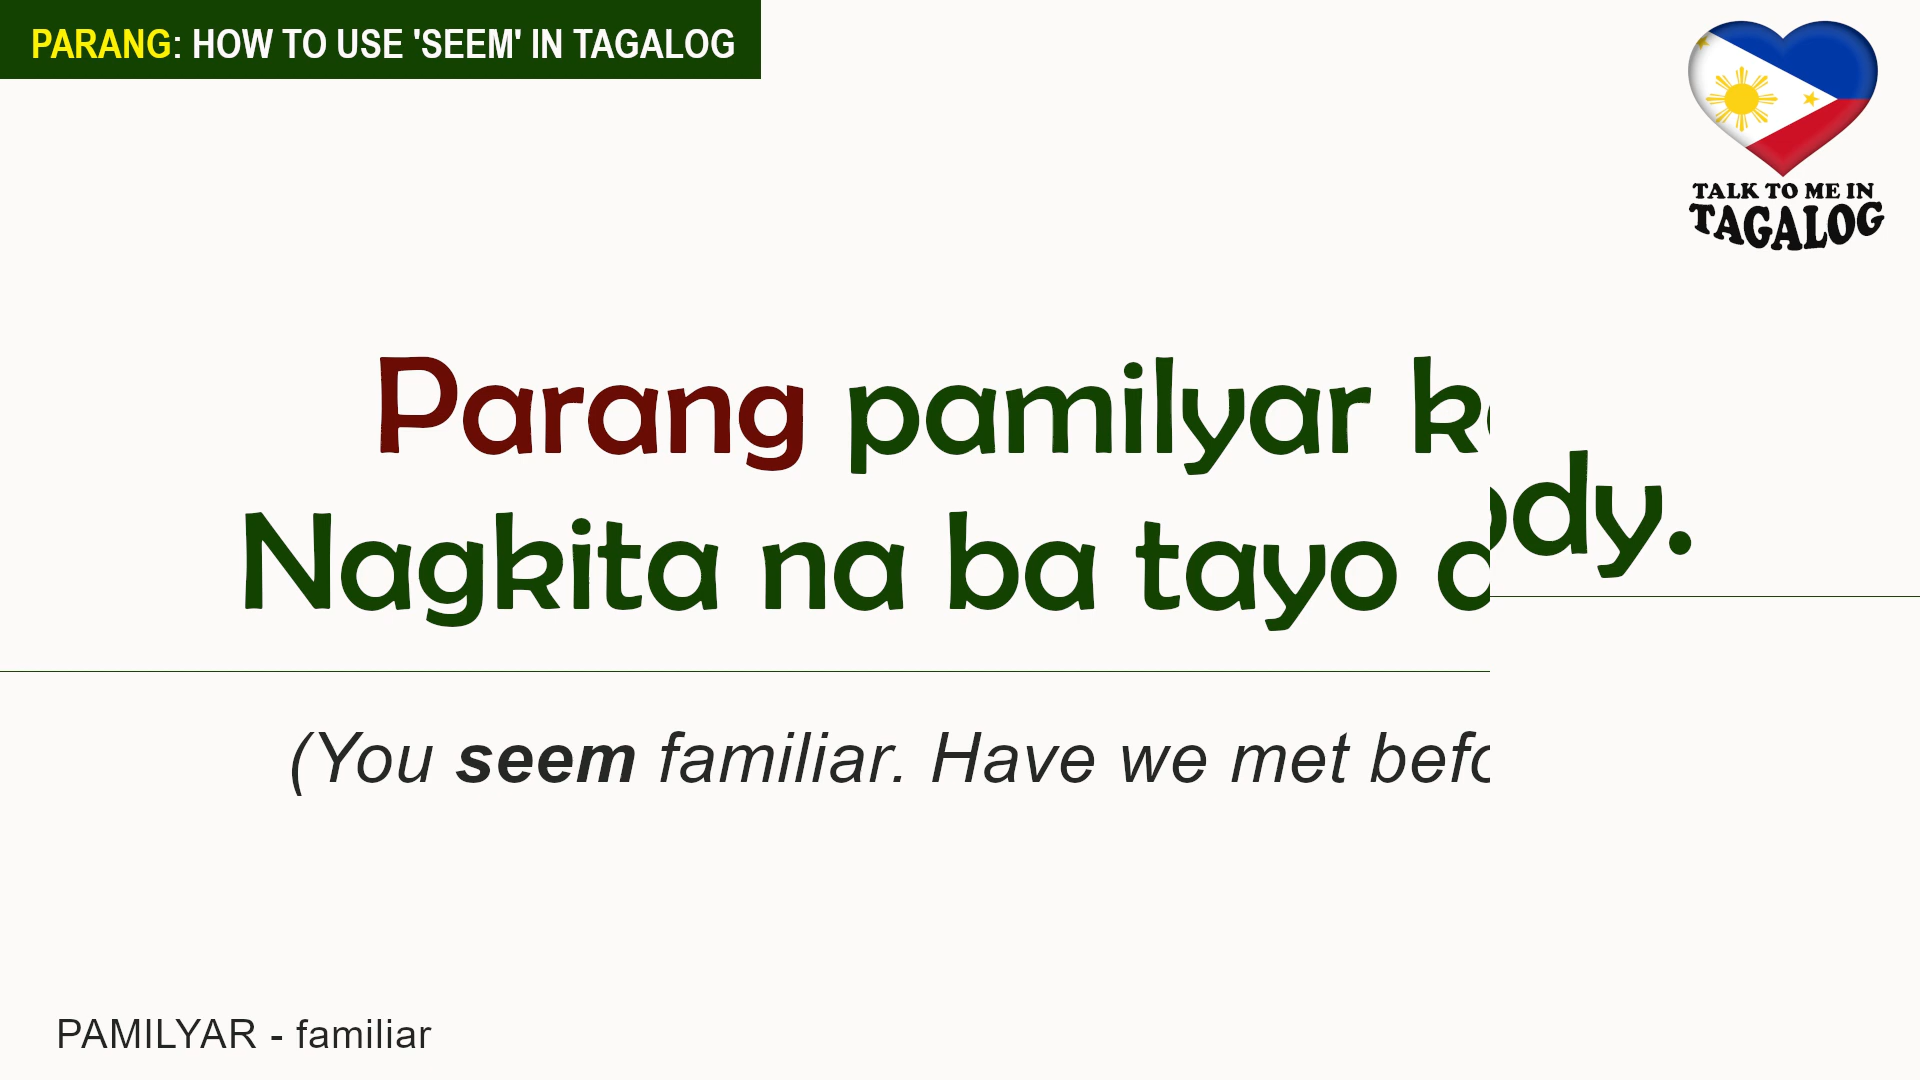 PARANG: HOW TO USE 'SEEM' IN TAGALOG
TALK TO ME IN
TAGALOG
Parang pamilyar
Nagkita na ba tayo
(You seem familiar. Have we met
PAMILYAR - familiar